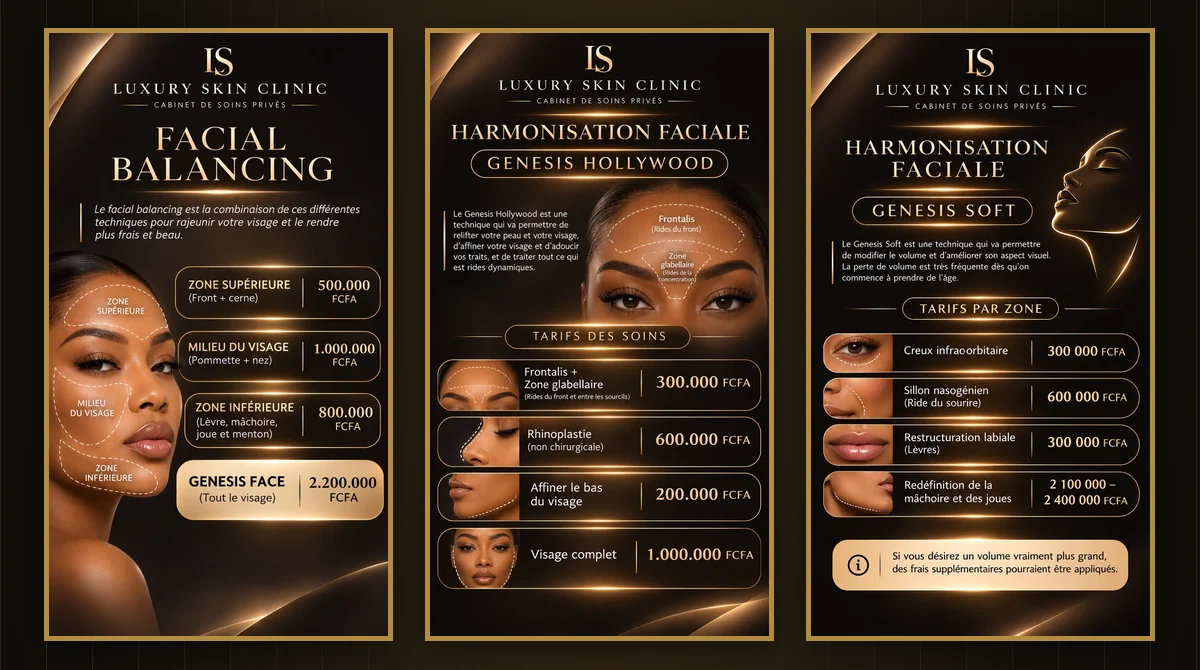 LS
LUXURY SKIN CLINIC
CABINET DE SOINS PRIVÉS
FACIAL
BALANCING
Le facial balancing est la combinaison de ces différentes
techniques pour rajeunir votre visage et le rendre
plus frais et beau.
ZONE
SUPÉRIEURE
MILIEU
DU VISAGE
ZONE
INFÉRIEURE
ZONE SUPÉRIEURE
(Front + cerne)
500.000
FCFA
MILIEU DU VISAGE
(Pommette + nez)
1.000.000
FCFA
ZONE INFÉRIEURE
(Lèvre, mâchoire,
joue et menton)
800.000
FCFA
GENESIS FACE
(Tout le visage)
2.200.000
FCFA
LS
LUXURY SKIN CLINIC
CABINET DE SOINS PRIVÉS
HARMONISATION FACIALE
GENESIS HOLLYWOOD
Le Genesis Hollywood est une
technique qui va permettre de
relifter votre peau et votre visage,
d'affiner votre visage et d'adoucir
vos traits, et de traiter tout ce qui
est rides dynamiques.
Frontalis
(Rides du front)
Zone
glabellaire
(Rides de la
concentration)
TARIFS DES SOINS
Frontalis +
Zone glabellaire
(Rides du front et entre les sourcils)
300.000 FCFA
Rhinoplastie
(non chirurgicale)
600.000 FCFA
Affiner le bas
du visage
200.000 FCFA
Visage complet
1.000.000 FCFA
LS
LUXURY SKIN CLINIC
CABINET DE SOINS PRIVÉS
HARMONISATION
FACIALE
GENESIS SOFT
Le Genesis Soft est une technique qui va permettre
de modifier le volume et d'améliorer son aspect visuel.
La perte de volume est très fréquente dès qu'on
commence à prendre de l'âge.
TARIFS PAR ZONE
Creux infraoorbitaire
300 000 FCFA
Sillon nasogénien
(Ride du sourire)
600 000 FCFA
Restructuration labiale
(Lèvres)
300 000 FCFA
Redéfinition de la
mâchoire et des joues
2 100 000 –
2 400 000 FCFA
Si vous désirez un volume vraiment plus grand,
des frais supplémentaires pourraient être appliqués.